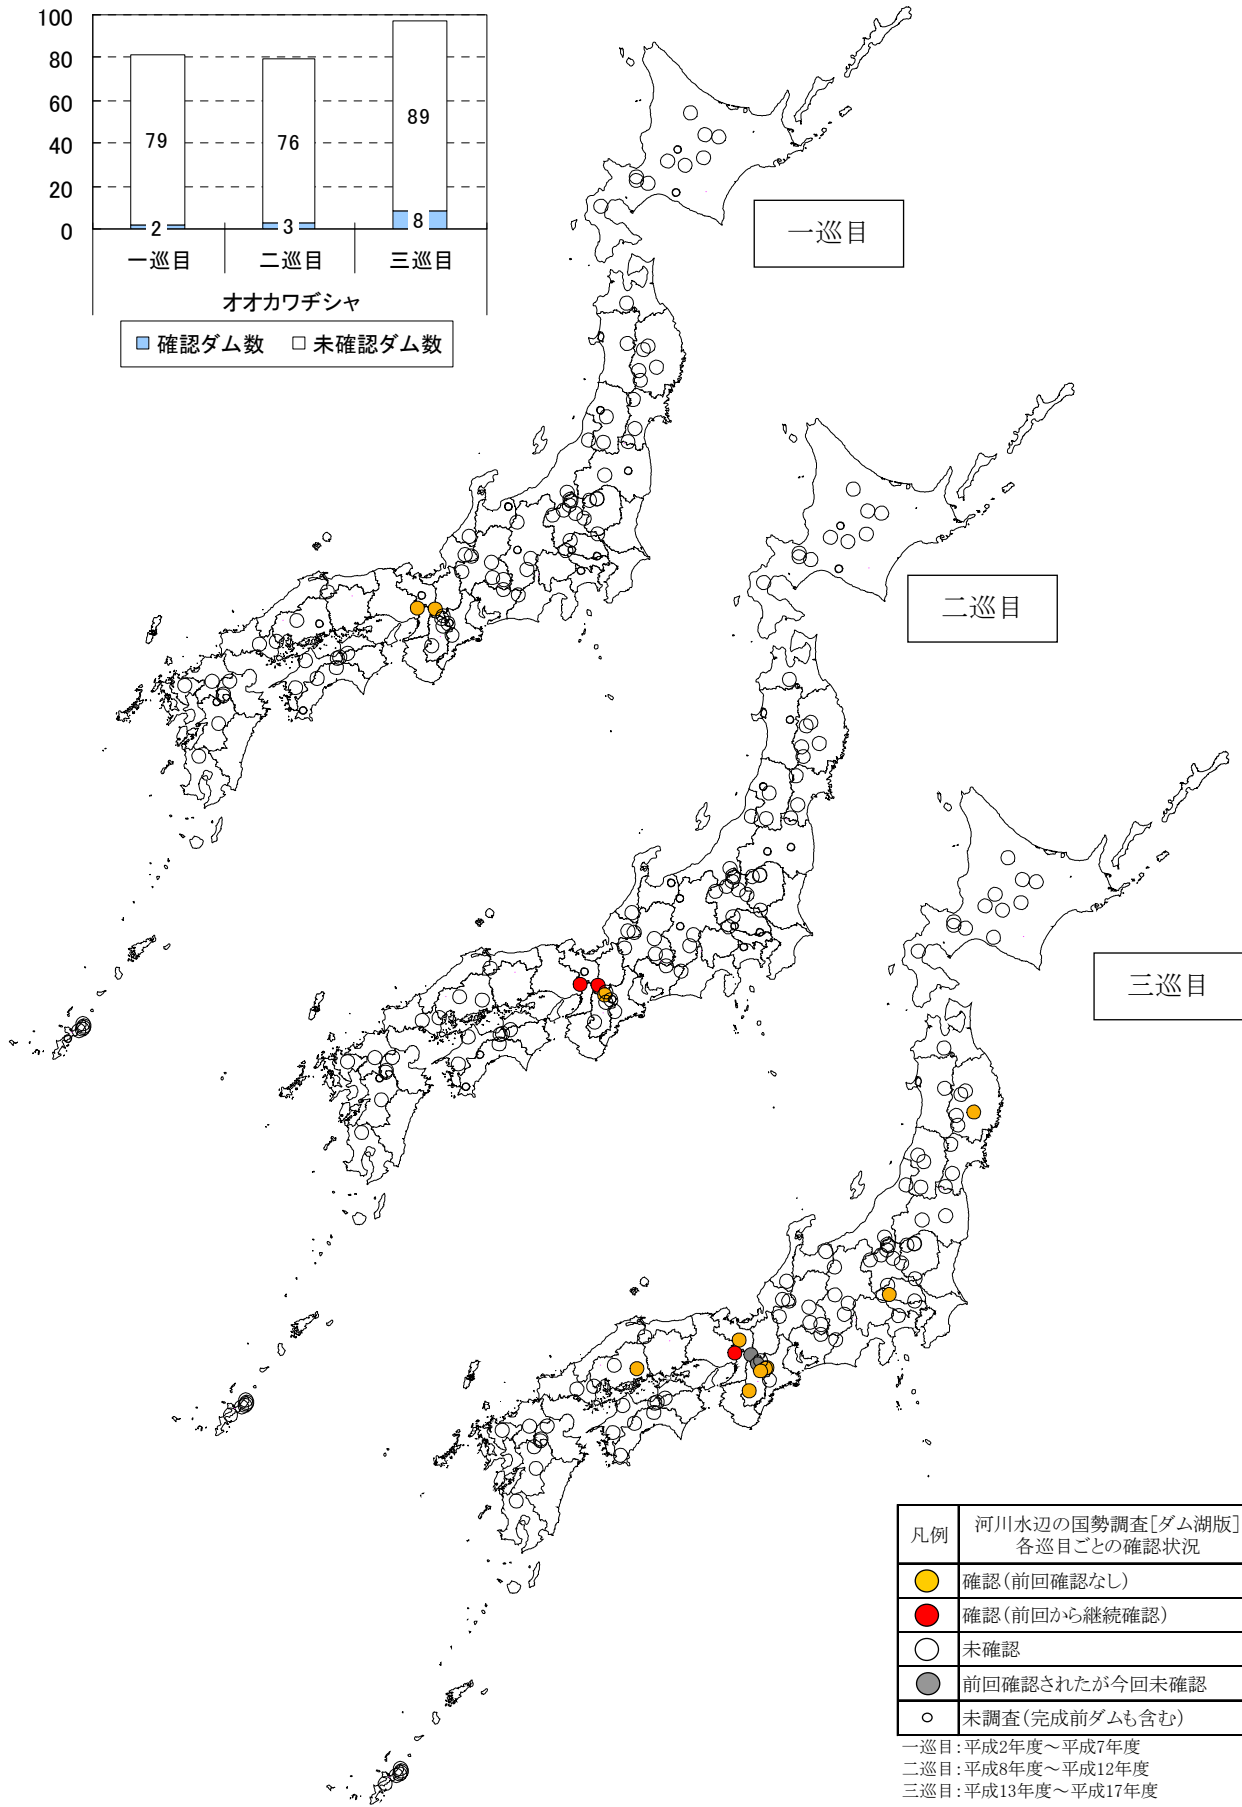 100
80
60
40
20
0
79
76
89
2
3
8
一巡目
二巡目
三巡目
オオカワヂシャ
確認ダム数
未確認ダム数
一巡目
二巡目
三巡目
凡例
河川水辺の国勢調査[ダム湖版]
各巡目ごとの確認状況
確認(前回確認なし)
確認(前回から継続確認)
未確認
前回確認されたが今回未確認
未調査(完成前ダムも含む)
一巡目:平成2年度~平成7年度
二巡目:平成8年度~平成12年度
三巡目:平成13年度~平成17年度